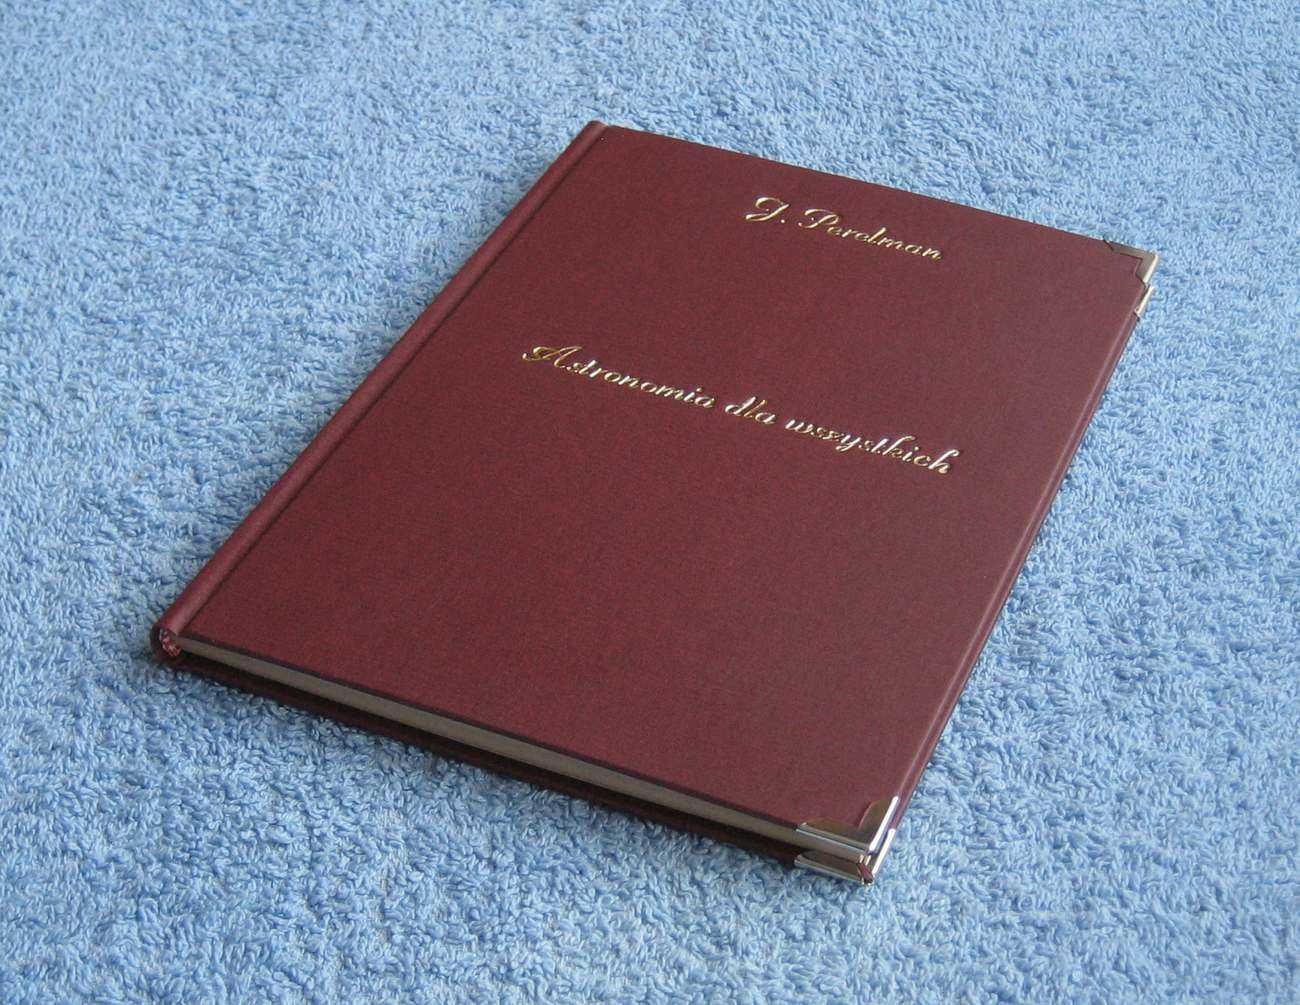 J. Perelman
Astronomia dla wszystkich